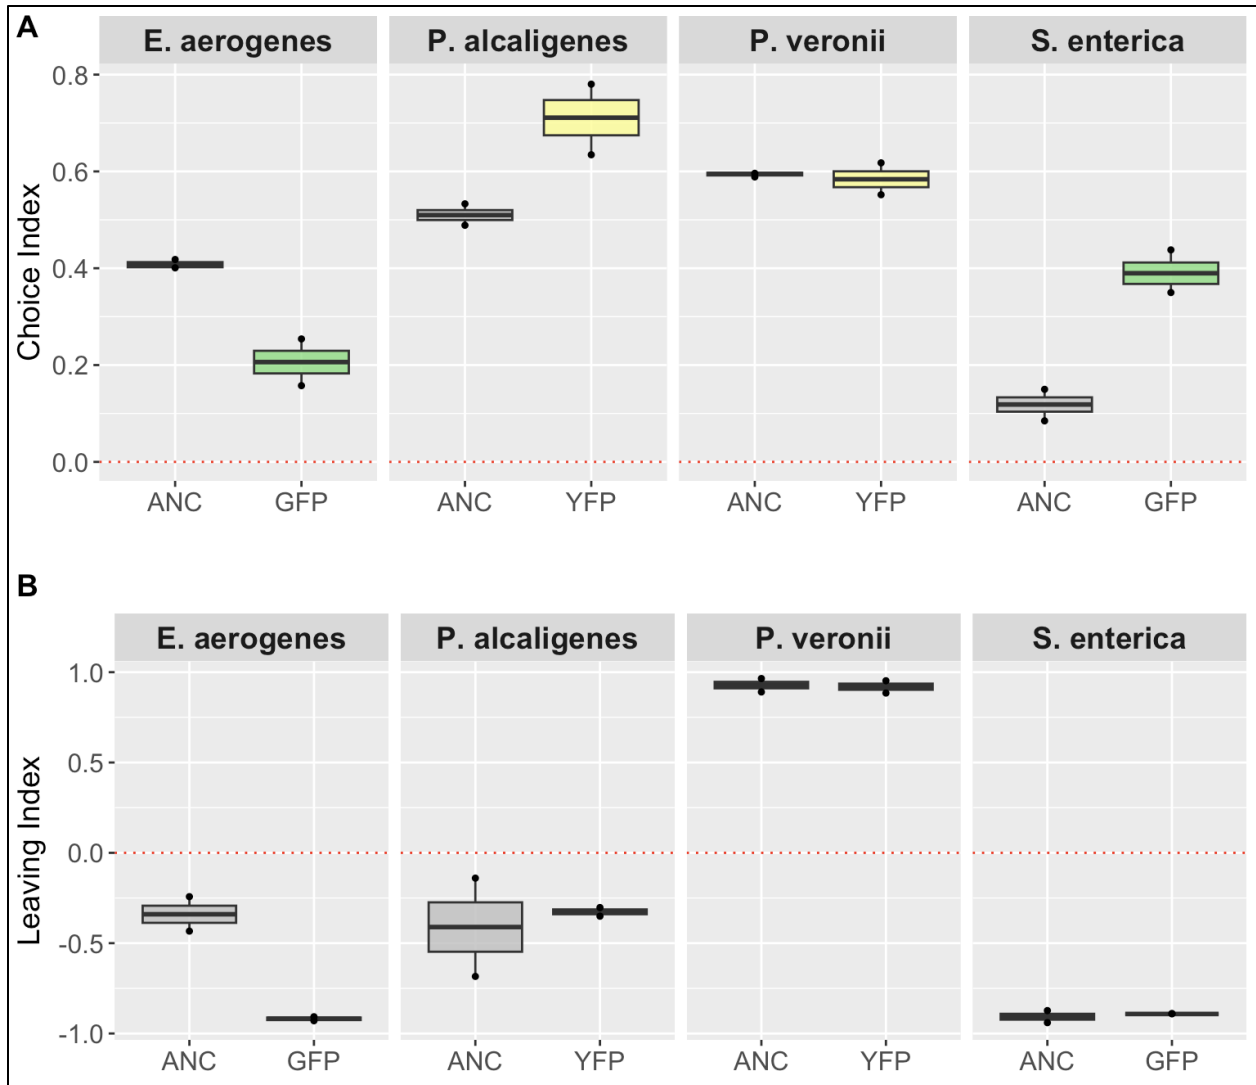 A
E. aerogenes P. alcaligenes P. veronii S. enterica
Choice Index
0.8
0.6
0.4
0.2
0.0
ANC GFP ANC YFP ANC YFP ANC GFP
B
E. aerogenes P. alcaligenes P. veronii S. enterica
Leaving Index
1.0
0.5
0.0
-0.5
-1.0
ANC GFP ANC YFP ANC YFP ANC GFP